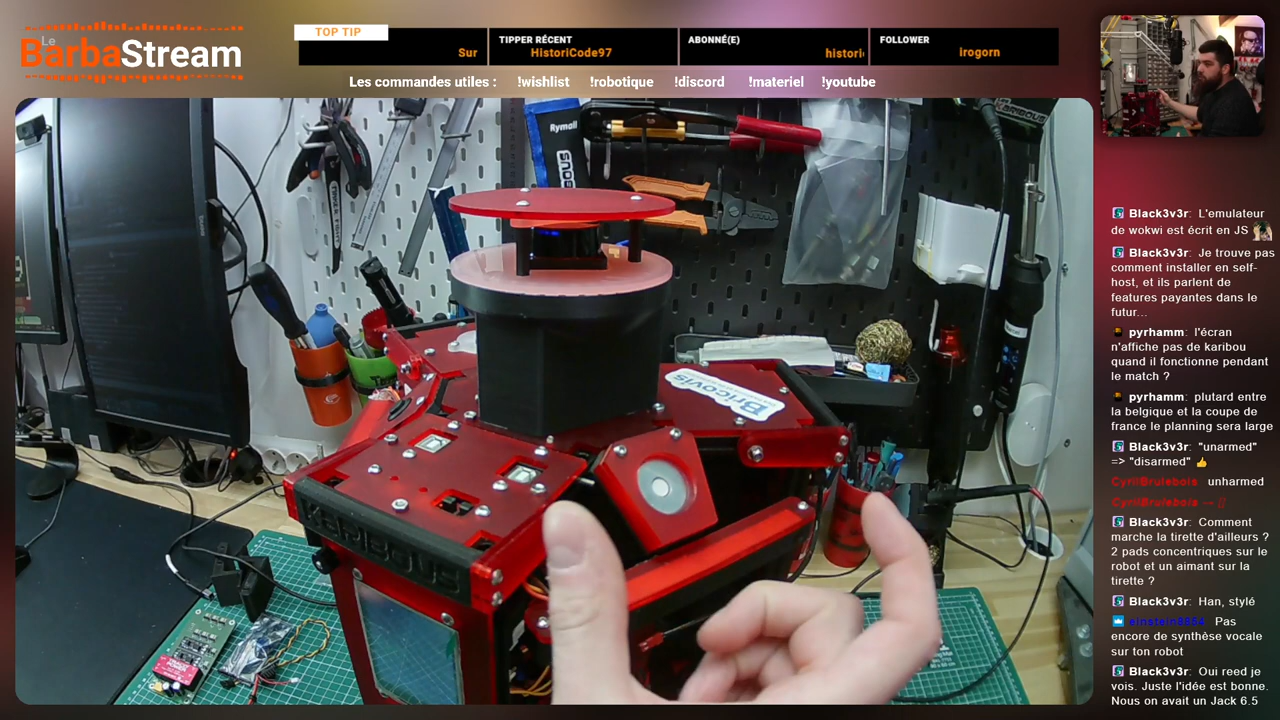 Le
BarbaStream
TOP TIP
Sur
TIPPER RÉCENT
HistoriCode97
ABONNÉ(E)
histori
FOLLOWER
irogorn
Les commandes utiles : !wishlist !robotique !discord !materiel !youtube
Rymall
Bricovis
KARIBOUS
Black3v3r: L'emulateur
de wokwi est écrit en JS
Black3v3r: Je trouve pas
comment installer en self-
host, et ils parlent de
features payantes dans le
futur...
pyrhamm: l'écran
n'affiche pas de karibou
quand il fonctionne pendant
le match ?
pyrhamm: plutard entre
la belgique et la coupe de
france le planning sera large
Black3v3r: "unarmed"
=> "disarmed" 👍
CyrilBrulebois: unharmed
CyrilBrulebois — [[
Black3v3r: Comment
marche la tirette d'ailleurs ?
2 pads concentriques sur le
robot et un aimant sur la
tirette ?
Black3v3r: Han, stylé
einstein8854: Pas
encore de synthèse vocale
sur ton robot
Black3v3r: Oui reed je
vois. Juste l'idée est bonne.
Nous on avait un Jack 6.5